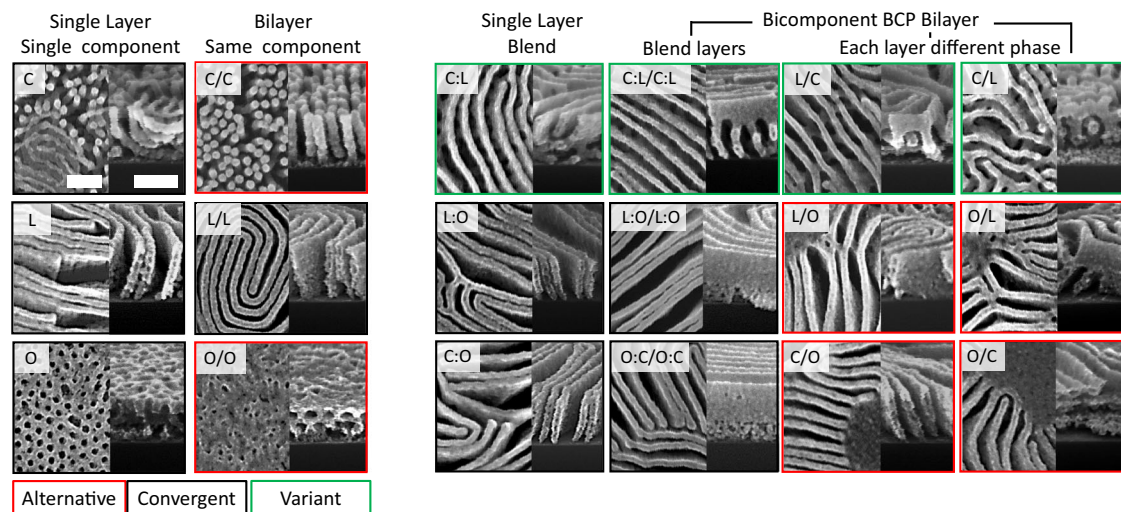 Single Layer
Single component
Bilayer
Same component
Single Layer
Blend
Bicomponent BCP Bilayer
Blend layers
Each layer different phase
C
C/C
C:L
C:L/C:L
L/C
C/L
L
L/L
L:O
L:O/L:O
L/O
O/L
O
O/O
C:O
O:C/O:C
C/O
O/C
Alternative
Convergent
Variant